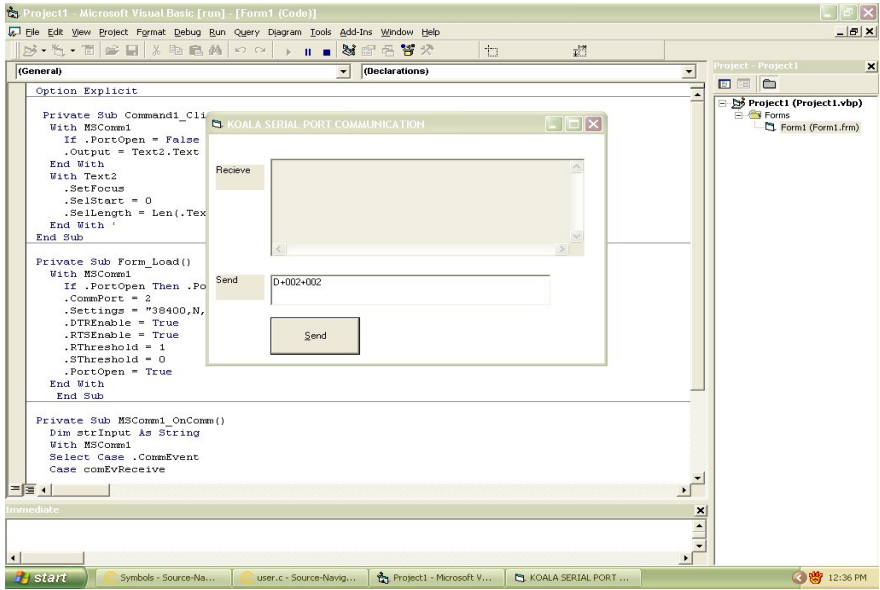 Project1 - Microsoft Visual Basic [run] - [Form1 (Code)]
File Edit View Project Format Debug Run Query Diagram Tools Add-Ins Window Help
(General) (Declarations)
Project - Project1
Project1 (Project1.vbp)
Forms
Form1 (Form1.frm)
Option Explicit
Private Sub Command1_Cli
With MSComm1
If .PortOpen = False
.Output = Text2.Text
End With
With Text2
.SetFocus
.SelStart = 0
.SelLength = Len(.Tex
End With '
End Sub
Private Sub Form_Load()
With MSComm1
If .PortOpen Then .Po
.CommPort = 2
.Settings = "38400,N,
.DTREnable = True
.RTSEnable = True
.RThreshold = 1
.SThreshold = 0
.PortOpen = True
End With
End Sub
Private Sub MSComm1_OnComm()
Dim strInput As String
With MSComm1
Select Case .CommEvent
Case comEvReceive
KOALA SERIAL PORT COMMUNICATION
Recieve
Send
D+002+002
Send
Immediate
start
Symbols - Source-Na...
user.c - Source-Navig...
Project1 - Microsoft V...
KOALA SERIAL PORT ...
12:36 PM